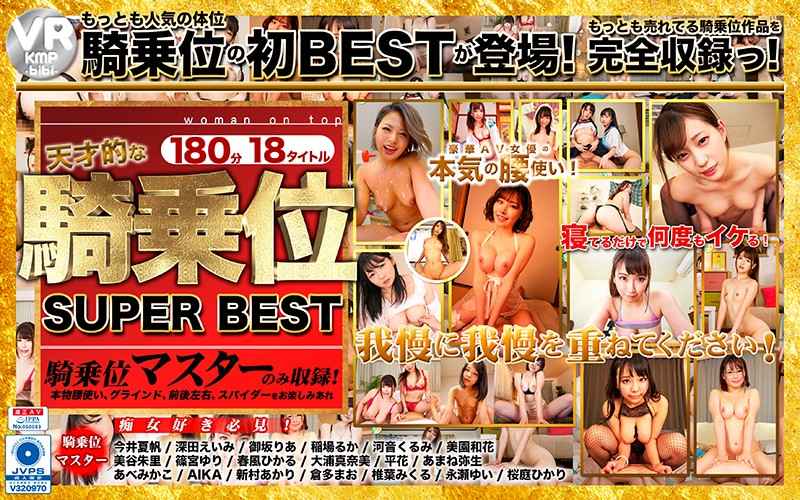 VR
KMP
-bibi-
もっとも人気の体位
騎乗位の初BESTが登場!
もっとも売れてる騎乗位作品を
完全収録っ!
woman on top
天才的な
180分 18タイトル
騎乗位
SUPER BEST
騎乗位マスターのみ収録!
本物腰使い、グラインド、前後左右、スパイダーをお楽しみあれ
豪華AV女優の
本気の腰使い!
寝てるだけで何度もイケる!
我慢に我慢を重ねてください!
痴女好き必見!
騎乗位
マスター
今井夏帆 / 深田えいみ / 御坂りあ / 稲場るか / 河音くるみ / 美園和花
美谷朱里 / 篠宮ゆり / 春風ひかる / 大浦真奈美 / 平花 / あまね弥生
あべみかこ / AIKA / 新村あかり / 倉多まお / 椎葉みくる / 永瀬ゆい / 桜庭ひかり
適正AV
IPPA
JVPS
V320970